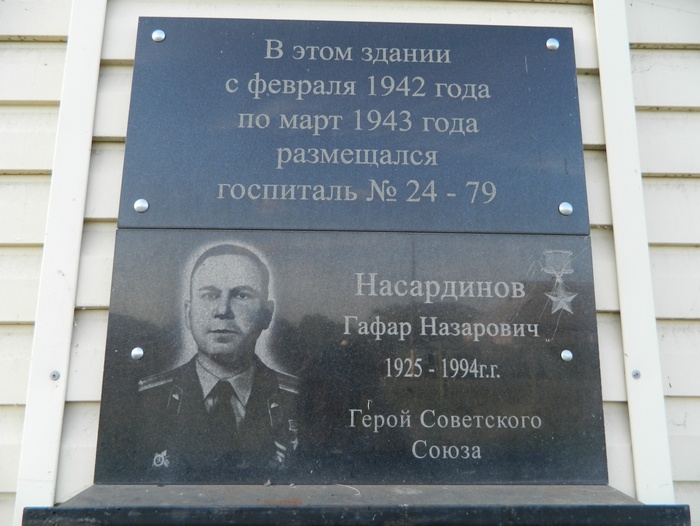 В этом здании
с февраля 1942 года
по март 1943 года
размещался
госпиталь № 24 - 79
Насардинов
Гафар Назарович
1925 - 1994г.г.
Герой Советского
Союза